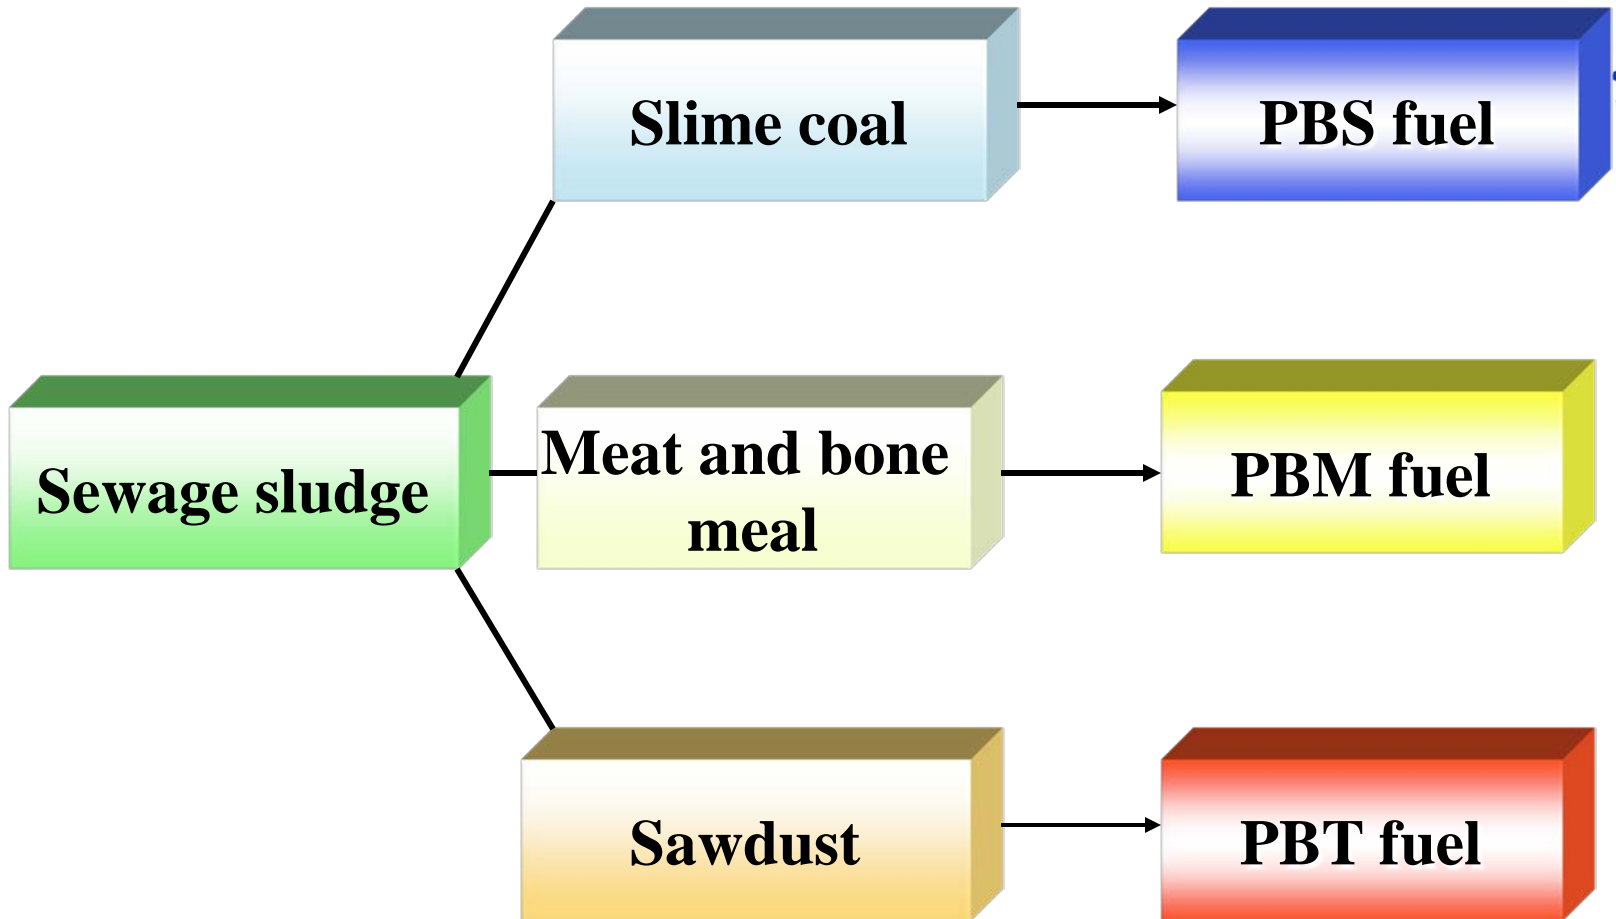 Slime coal
PBS fuel
Sewage sludge
Meat and bone
meal
PBM fuel
Sawdust
PBT fuel